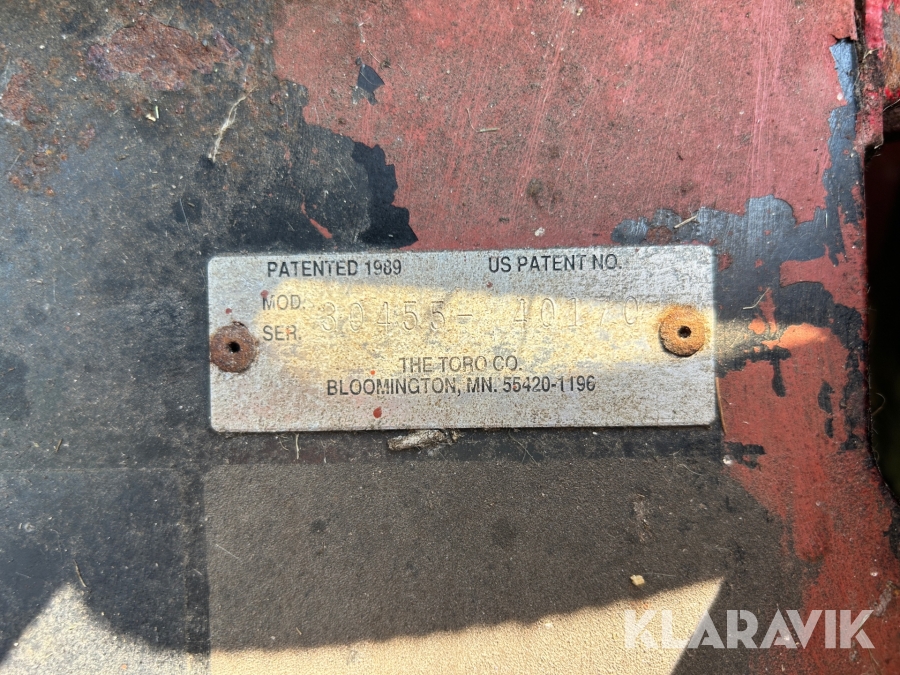 PATENTED 1989 US PATENT NO.
MOD.
SER. 30455- 40170
THE TORO CO.
BLOOMINGTON, MN. 55420-1196
KLARAVIK